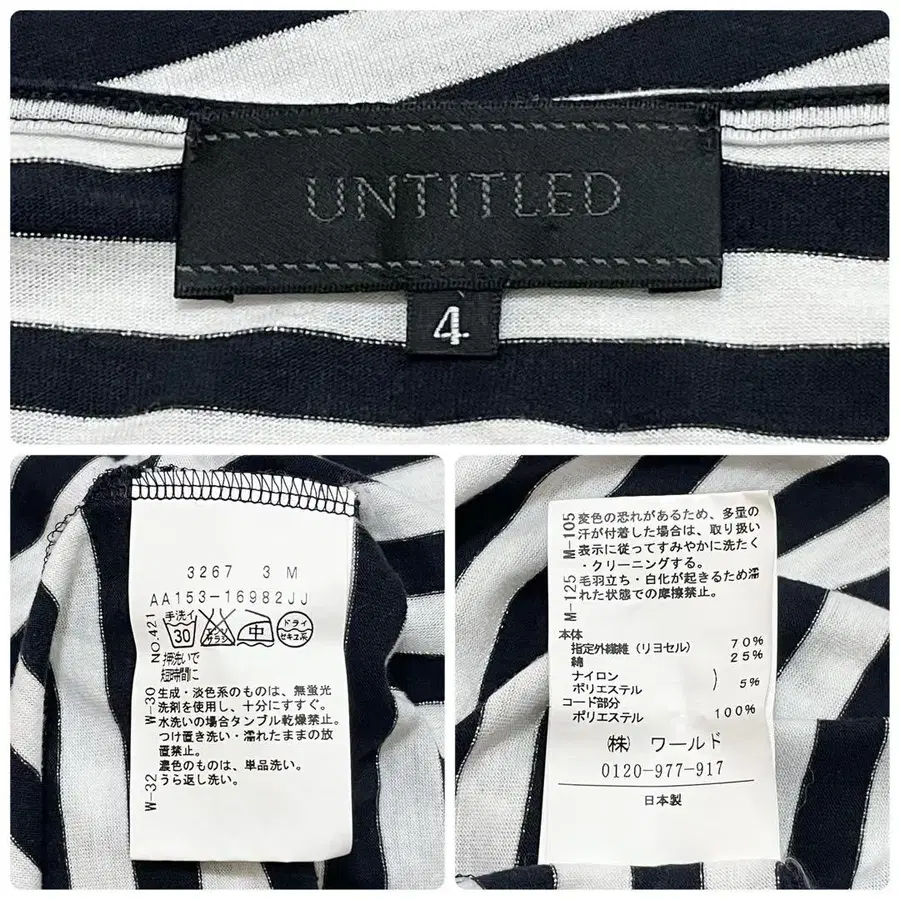 UNTITLED
4
3267 3 M
AA153-16982JJ
NO.421
手洗イ
30
エンソ
サラシ
中
ドライ
セキユ系
押洗いで
短時間に
W-30
生成・淡色系のものは、無蛍光
洗剤を使用し、十分にすすぐ。
水洗いの場合タンブル乾燥禁止。
つけ置き洗い・濡れたままの放
置禁止。
W-32
濃色のものは、単品洗い。
うら返し洗い。
M-105
変色の恐れがあるため、多量の
汗が付着した場合は、取り扱い
表示に従ってすみやかに洗たく
・クリーニングする。
M-125
毛羽立ち・白化が起きるため濡
れた状態での摩擦禁止。
本体
指定外繊維（リヨセル） 70%
綿 25%
ナイロン
ポリエステル ) 5%
コード部分
ポリエステル 100%
㈱ ワールド
0120-977-917
日本製